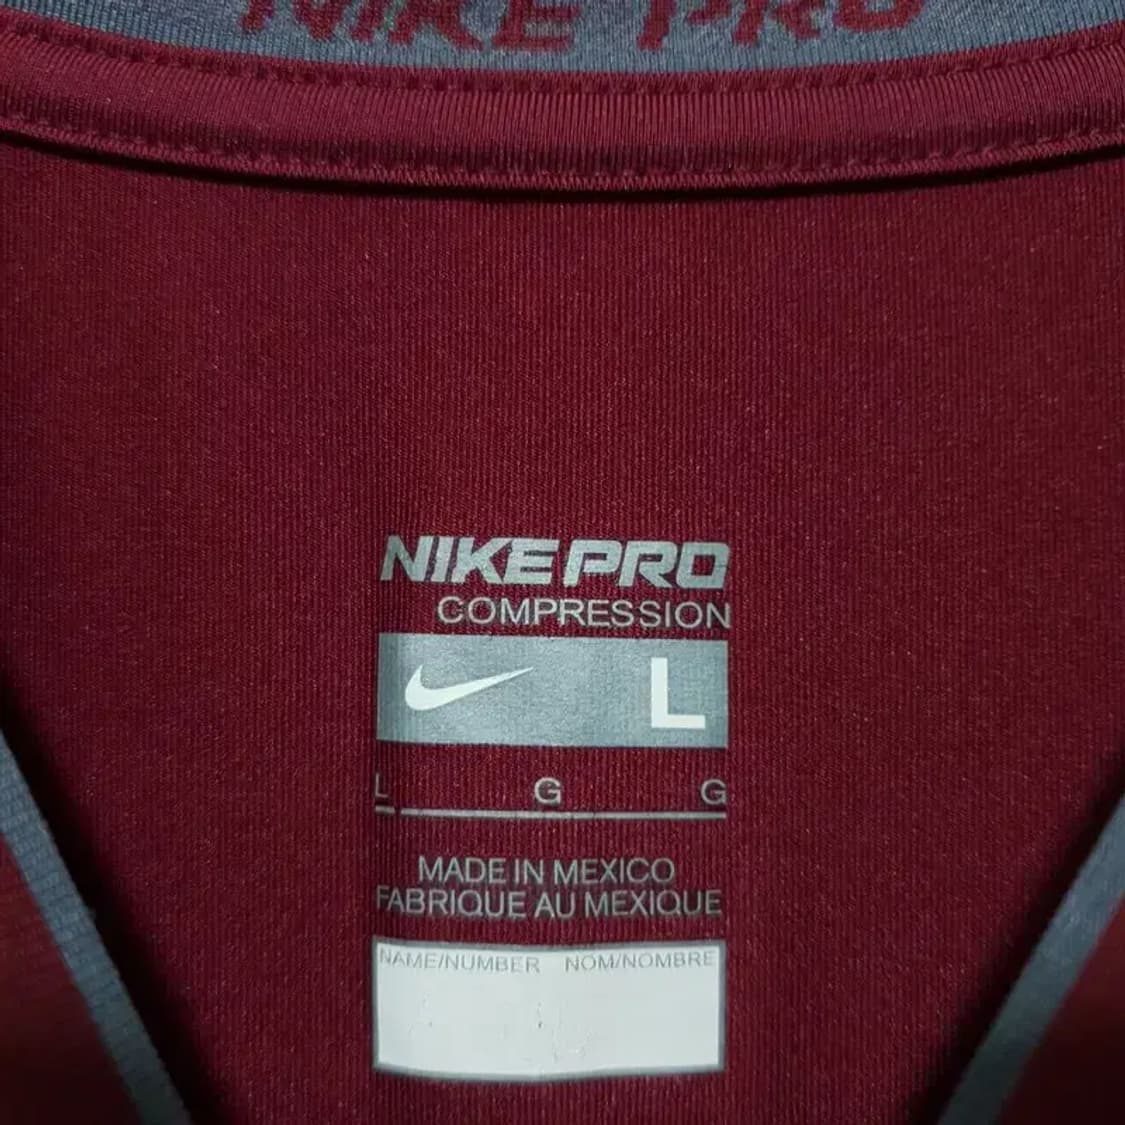 NIKE PRO
NIKE PRO
COMPRESSION
L
L G G
MADE IN MEXICO
FABRIQUE AU MEXIQUE
NAME/NUMBER NOM/NOMBRE